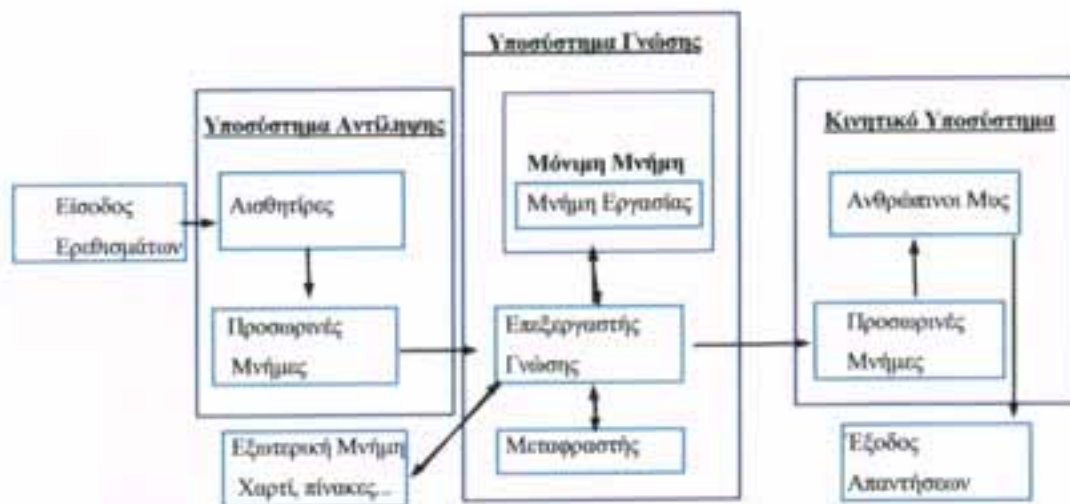 Υποσύστημα Γνώσης
Υποσύστημα Αντίληψης
Κινητικό Υποσύστημα
Μόνιμη Μνήμη
Μνήμη Εργασίας
Είσοδος
Ερεθισμάτων
Αισθητίρες
Ανθρώπινοι Μυς
Προσωρινές
Μνήμες
Επεξεργαστής
Γνώσης
Προσωρινές
Μνήμες
Εξωτερική Μνήμη
Χαρτί, πίνακες...
Μεταφραστής
Έξοδος
Απαντήσεων